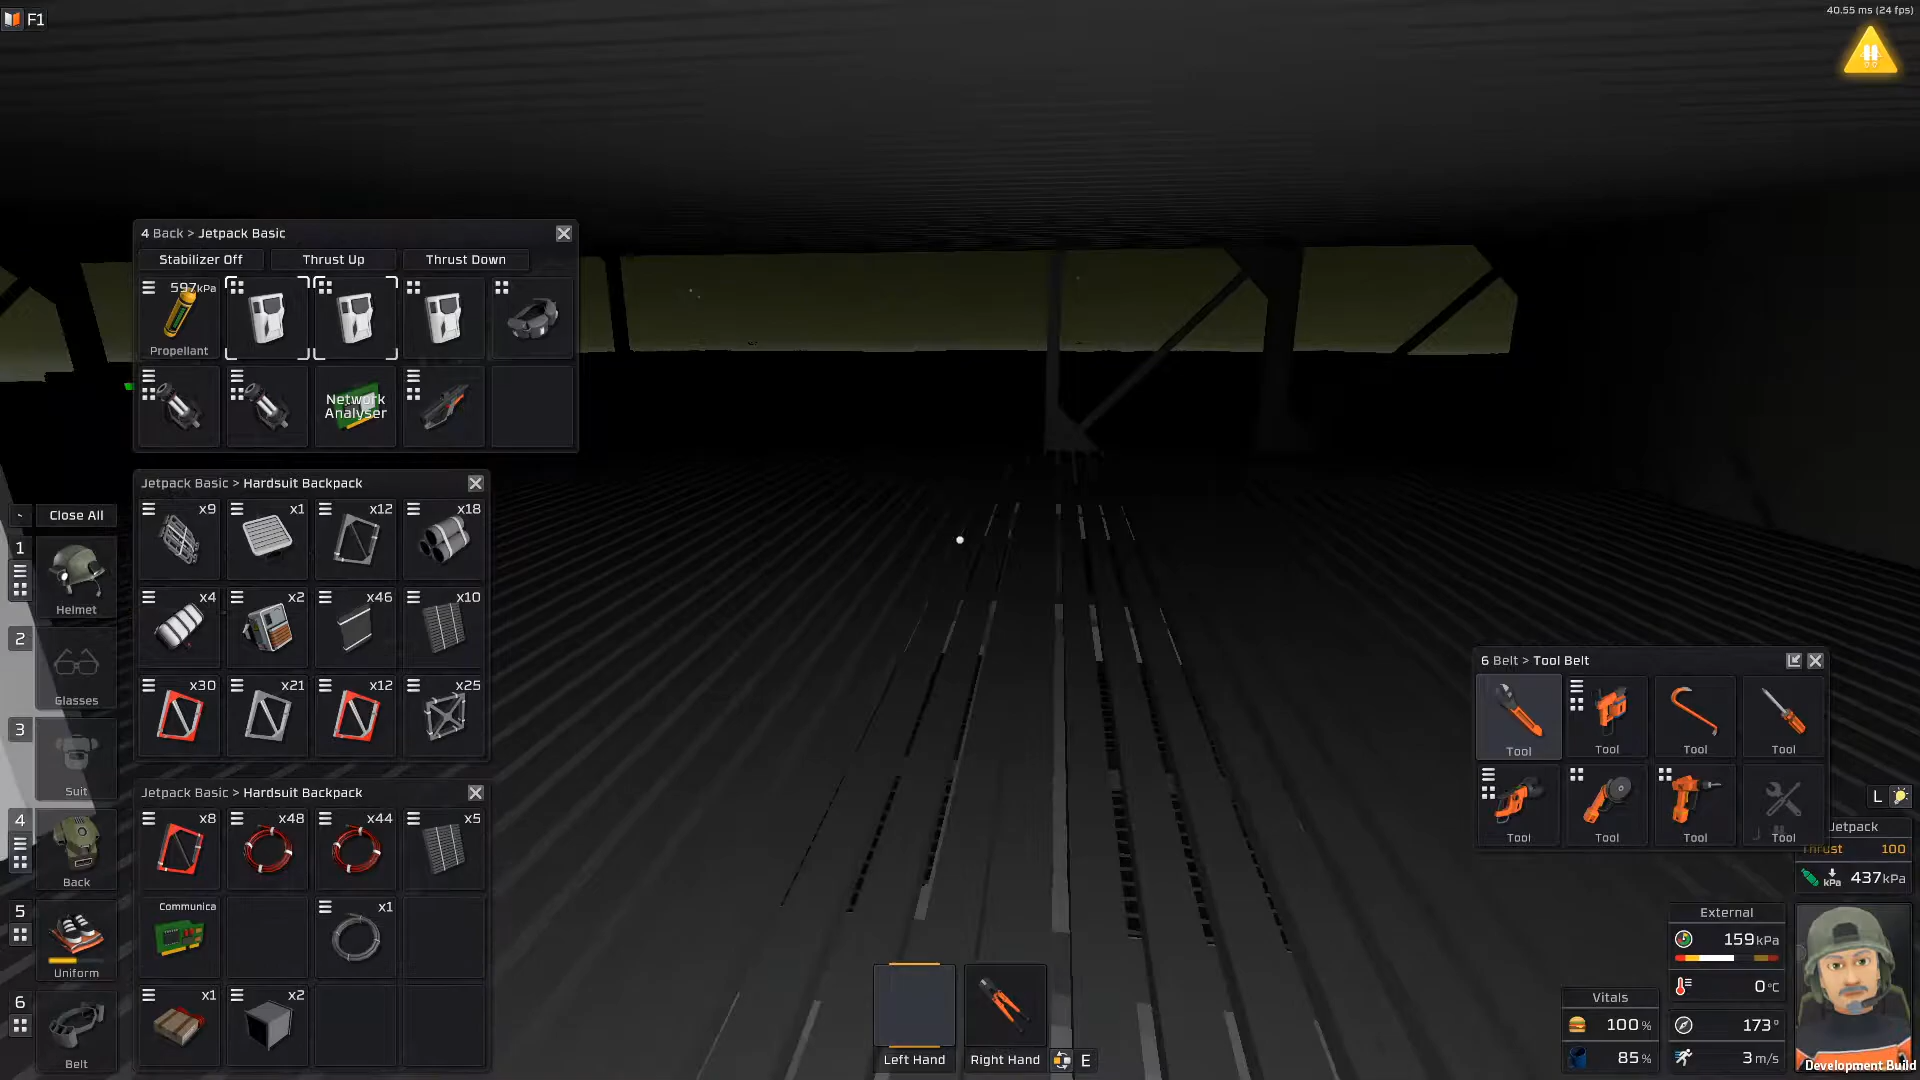 F1
40.55 ms (24 fps)
4 Back > Jetpack Basic
Stabilizer Off
Thrust Up
Thrust Down
597kPa
Propellant
Network
Analyser
Jetpack Basic > Hardsuit Backpack
x9
x1
x12
x18
x4
x2
x46
x10
x30
x21
x12
x25
Jetpack Basic > Hardsuit Backpack
x8
x48
x44
x5
Communica
x1
x1
x2
~
Close All
1
Helmet
2
Glasses
3
Suit
4
Back
5
Uniform
6
Belt
Left Hand
Right Hand
E
6 Belt > Tool Belt
Tool
Tool
Tool
Tool
Tool
Tool
Tool
Tool
L
Jetpack
Thrust 100
kPa 437kPa
External
159kPa
0°C
173°
3m/s
Vitals
100%
85%
Development Build